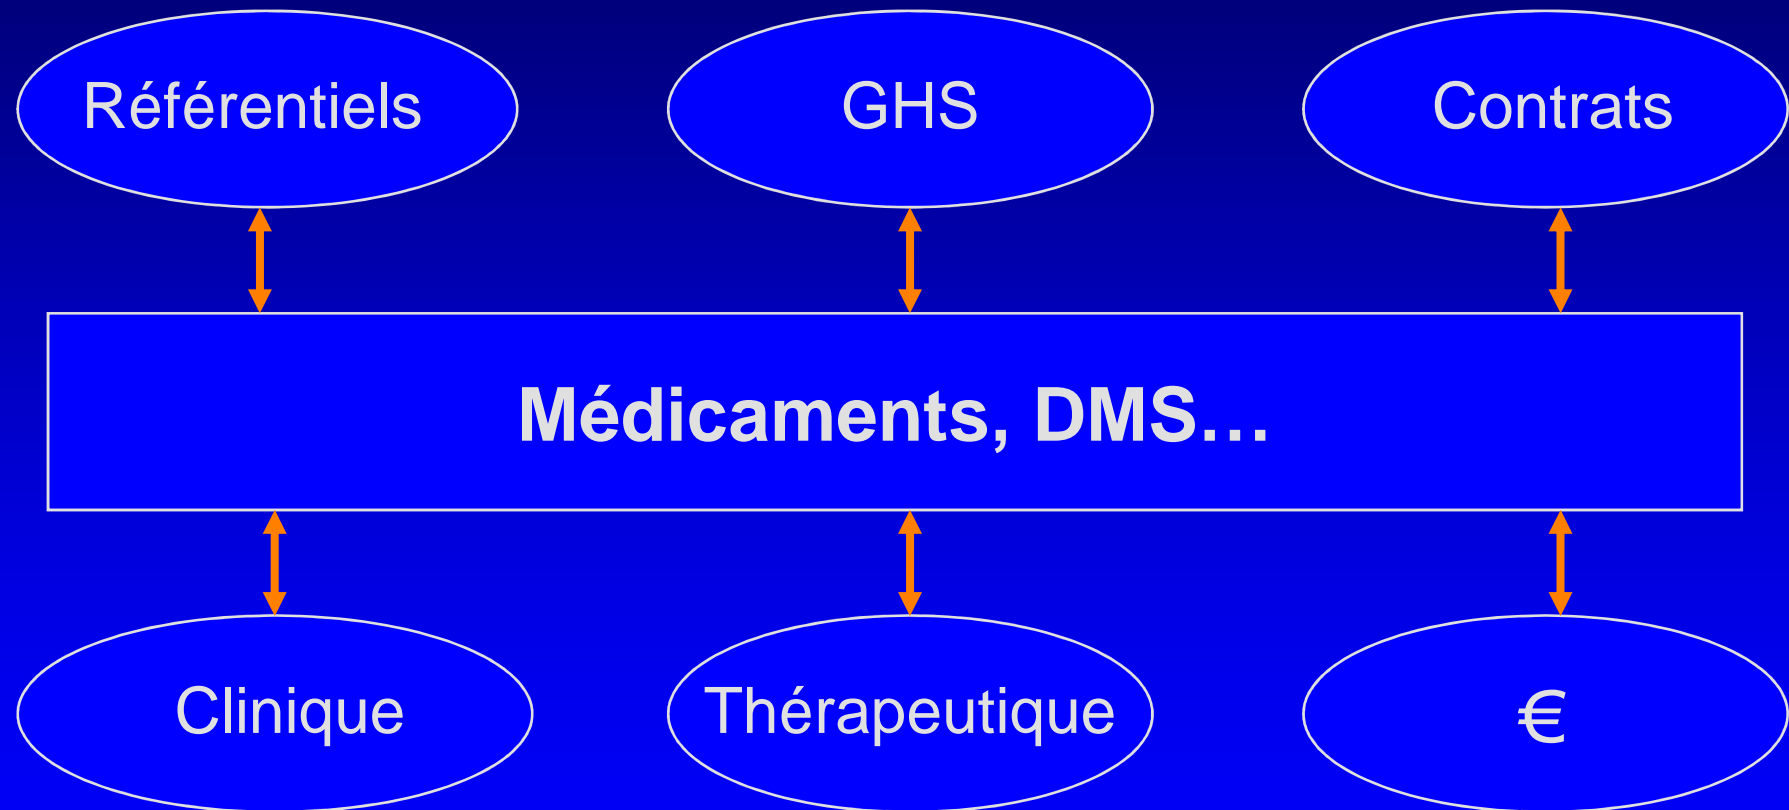 Référentiels
GHS
Contrats
Médicaments, DMS…
Clinique
Thérapeutique
€